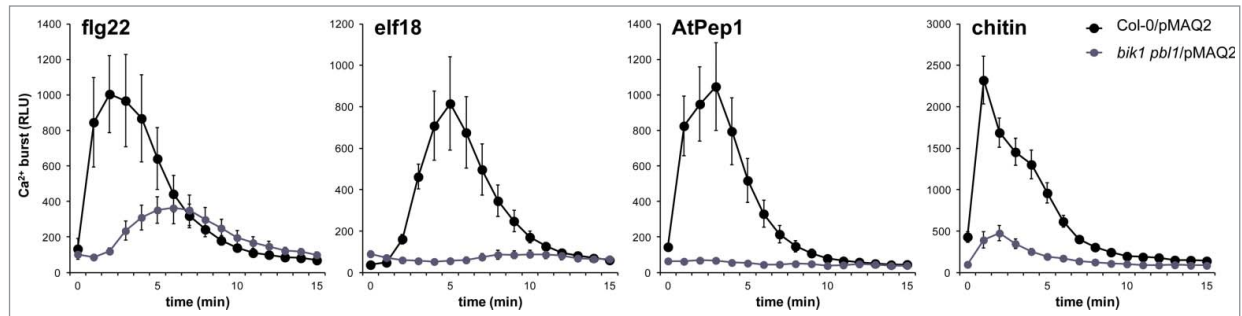 flg22
Ca²⁺ burst (RLU)
1400
1200
1000
800
600
400
200
0
0 5 10 15
time (min)
elf18
1200
1000
800
600
400
200
0
0 5 10 15
time (min)
AtPep1
1400
1200
1000
800
600
400
200
0
0 5 10 15
time (min)
chitin
3000
2500
2000
1500
1000
500
0
0 5 10 15
time (min)
Col-0/pMAQ2
bik1 pbl1/pMAQ2